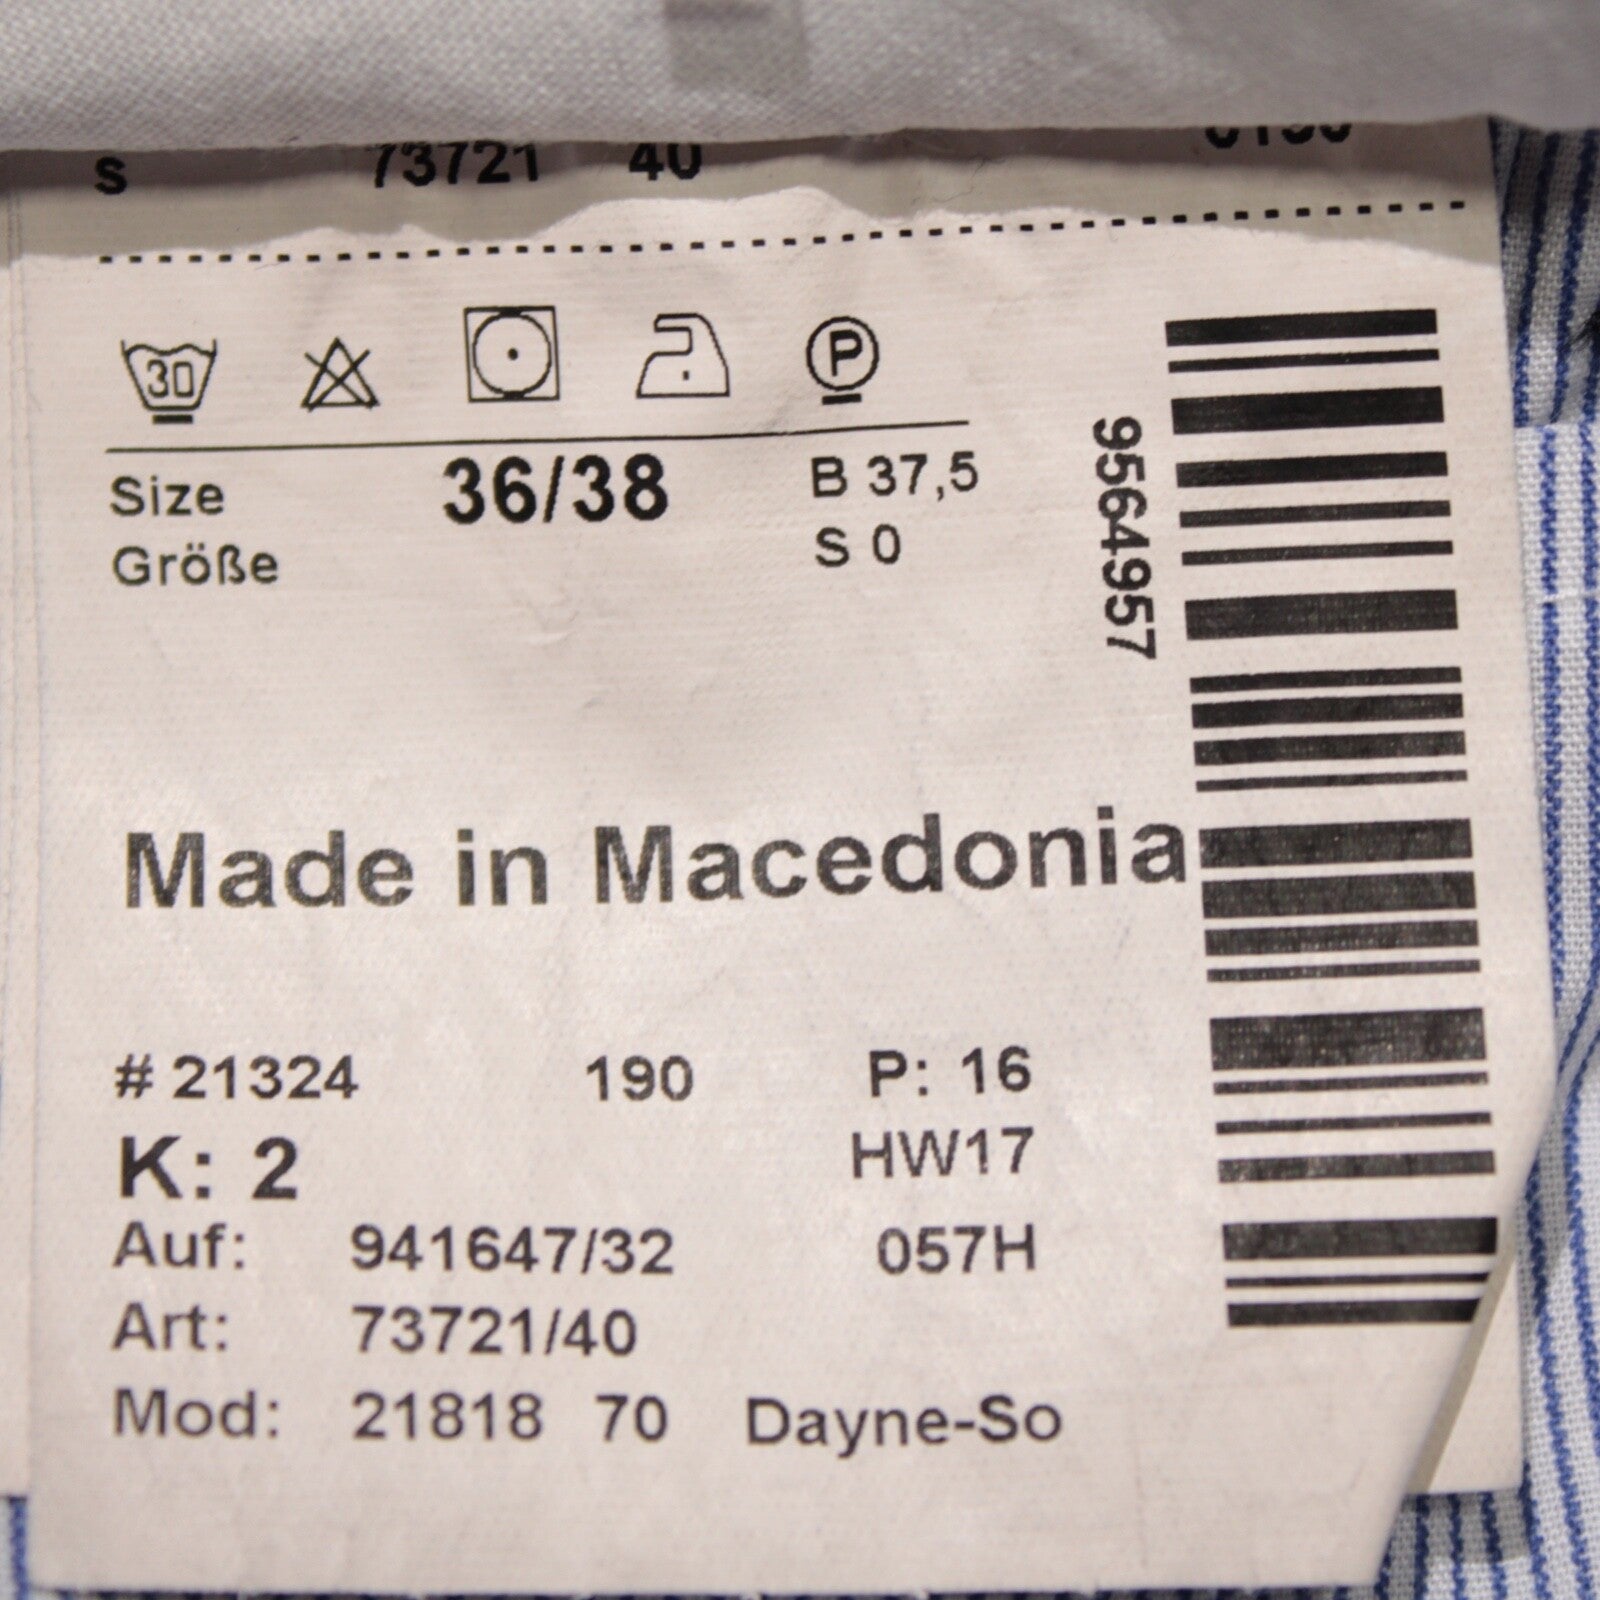 s 73721 40
30 P
Size 36/38 B 37,5
Größe S 0
9564957
Made in Macedonia
# 21324 190 P: 16
K: 2 HW17
Auf: 941647/32 057H
Art: 73721/40
Mod: 21818 70 Dayne-So